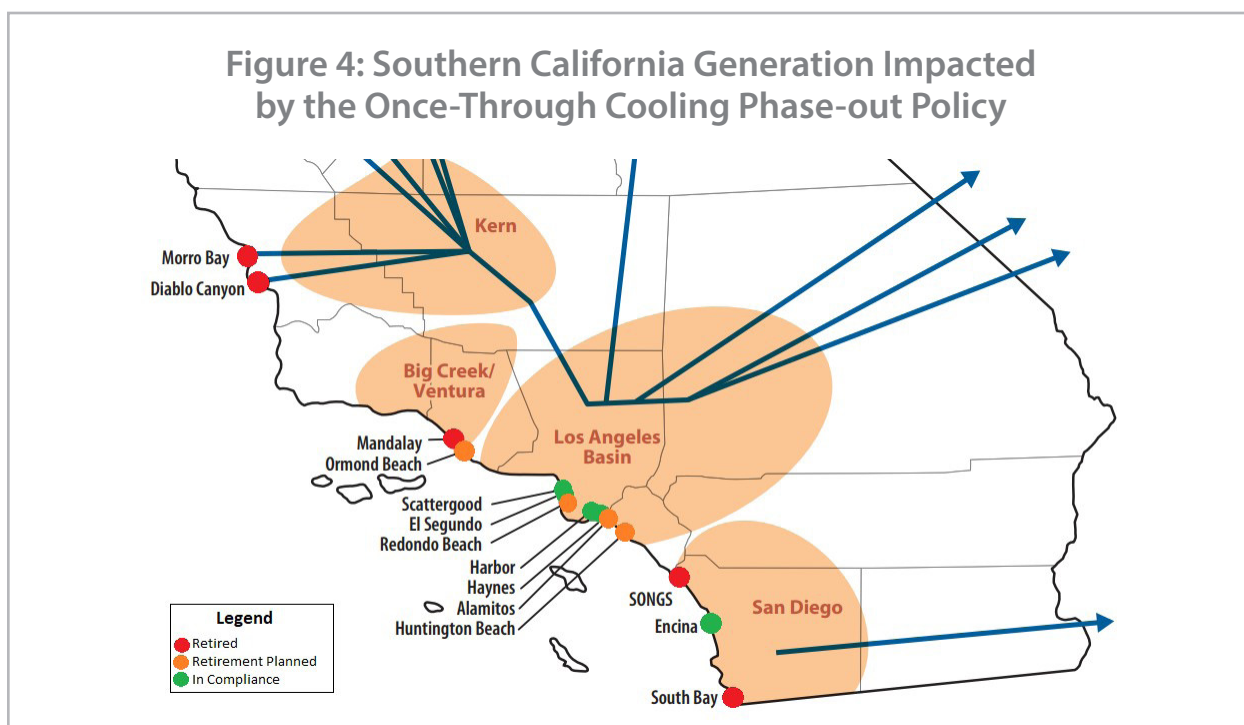 Figure 4: Southern California Generation Impacted
by the Once-Through Cooling Phase-out Policy
Kern
Morro Bay
Diablo Canyon
Big Creek/
Ventura
Mandalay
Ormond Beach
Los Angeles
Basin
Scattergood
El Segundo
Redondo Beach
Harbor
Haynes
Alamitos
Huntington Beach
SONGS
Encina
San Diego
South Bay
Legend
Retired
Retirement Planned
In Compliance